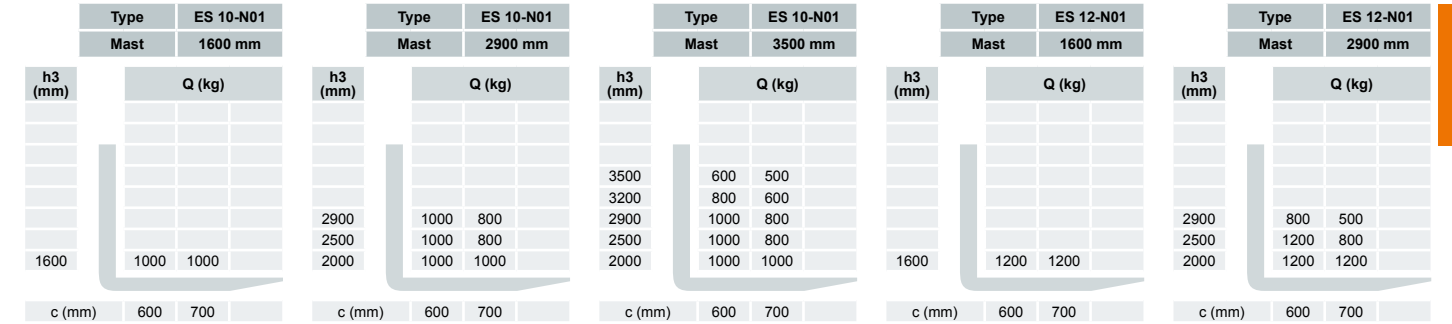 Type ES 10-N01
Mast 1600 mm
h3 (mm) Q (kg)
1600 1000 1000
c (mm) 600 700
Type ES 10-N01
Mast 2900 mm
h3 (mm) Q (kg)
2900 1000 800
2500 1000 800
2000 1000 1000
c (mm) 600 700
Type ES 10-N01
Mast 3500 mm
h3 (mm) Q (kg)
3500 600 500
3200 800 600
2900 1000 800
2500 1000 800
2000 1000 1000
c (mm) 600 700
Type ES 12-N01
Mast 1600 mm
h3 (mm) Q (kg)
1600 1200 1200
c (mm) 600 700
Type ES 12-N01
Mast 2900 mm
h3 (mm) Q (kg)
2900 800 500
2500 1200 800
2000 1200 1200
c (mm) 600 700